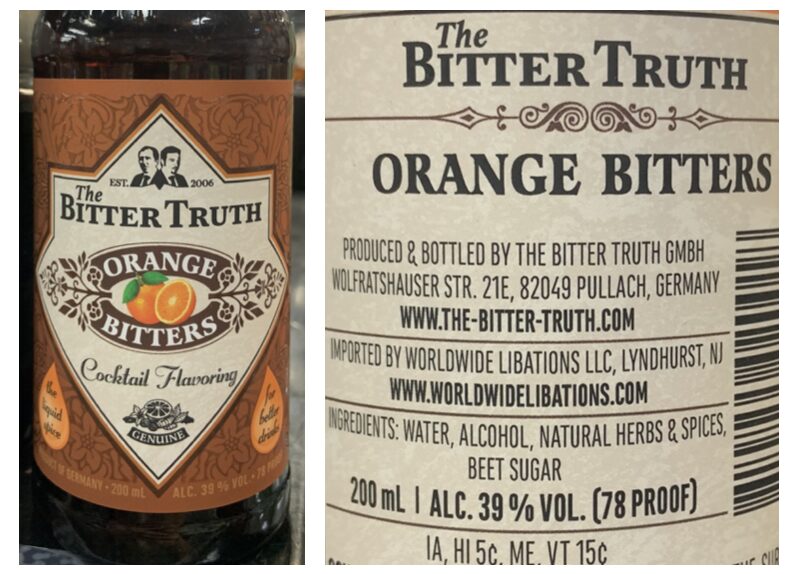 EST. 2006
The
BITTER TRUTH
ORANGE
BITTERS
Cocktail Flavoring
the
liquid
spice
for
better
drinks
GENUINE
OF GERMANY • 200 mL ALC. 39 % VOL • 78
The
BITTER TRUTH
ORANGE BITTERS
PRODUCED & BOTTLED BY THE BITTER TRUTH GMBH
WOLFRATSHAUSER STR. 21E, 82049 PULLACH, GERMANY
WWW.THE-BITTER-TRUTH.COM
IMPORTED BY WORLDWIDE LIBATIONS LLC, LYNDHURST, NJ
WWW.WORLDWIDELIBATIONS.COM
INGREDIENTS: WATER, ALCOHOL, NATURAL HERBS & SPICES,
BEET SUGAR
200 mL | ALC. 39 % VOL. (78 PROOF)
IA, HI 5¢, ME, VT 15¢